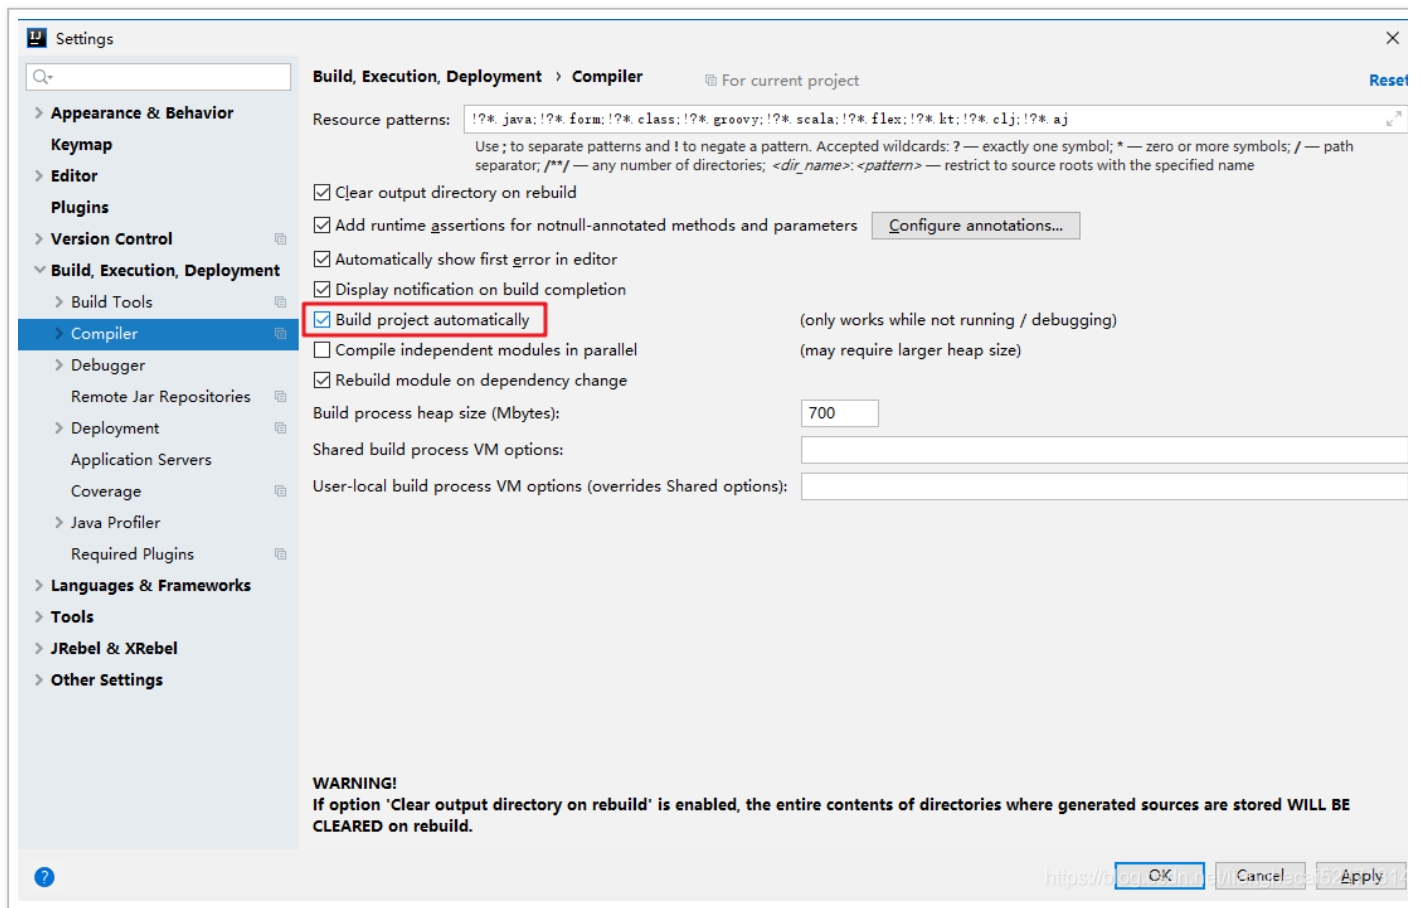 IJ
Settings
Build, Execution, Deployment › Compiler
For current project
Reset
Appearance & Behavior
Keymap
Editor
Plugins
Version Control
Build, Execution, Deployment
Build Tools
Compiler
Debugger
Remote Jar Repositories
Deployment
Application Servers
Coverage
Java Profiler
Required Plugins
Languages & Frameworks
Tools
JRebel & XRebel
Other Settings
Resource patterns: !?*.java;!?*.form;!?*.class;!?*.groovy;!?*.scala;!?*.flex;!?*.kt;!?*.clj;!?*.aj
Use ; to separate patterns and ! to negate a pattern. Accepted wildcards: ? — exactly one symbol; * — zero or more symbols; / — path
separator; /**/ — any number of directories; <dir_name>:<pattern> — restrict to source roots with the specified name
Clear output directory on rebuild
Add runtime assertions for notnull-annotated methods and parameters Configure annotations...
Automatically show first error in editor
Display notification on build completion
Build project automatically (only works while not running / debugging)
Compile independent modules in parallel (may require larger heap size)
Rebuild module on dependency change
Build process heap size (Mbytes): 700
Shared build process VM options:
User-local build process VM options (overrides Shared options):
WARNING!
If option 'Clear output directory on rebuild' is enabled, the entire contents of directories where generated sources are stored WILL BE
CLEARED on rebuild.
?
OK Cancel Apply